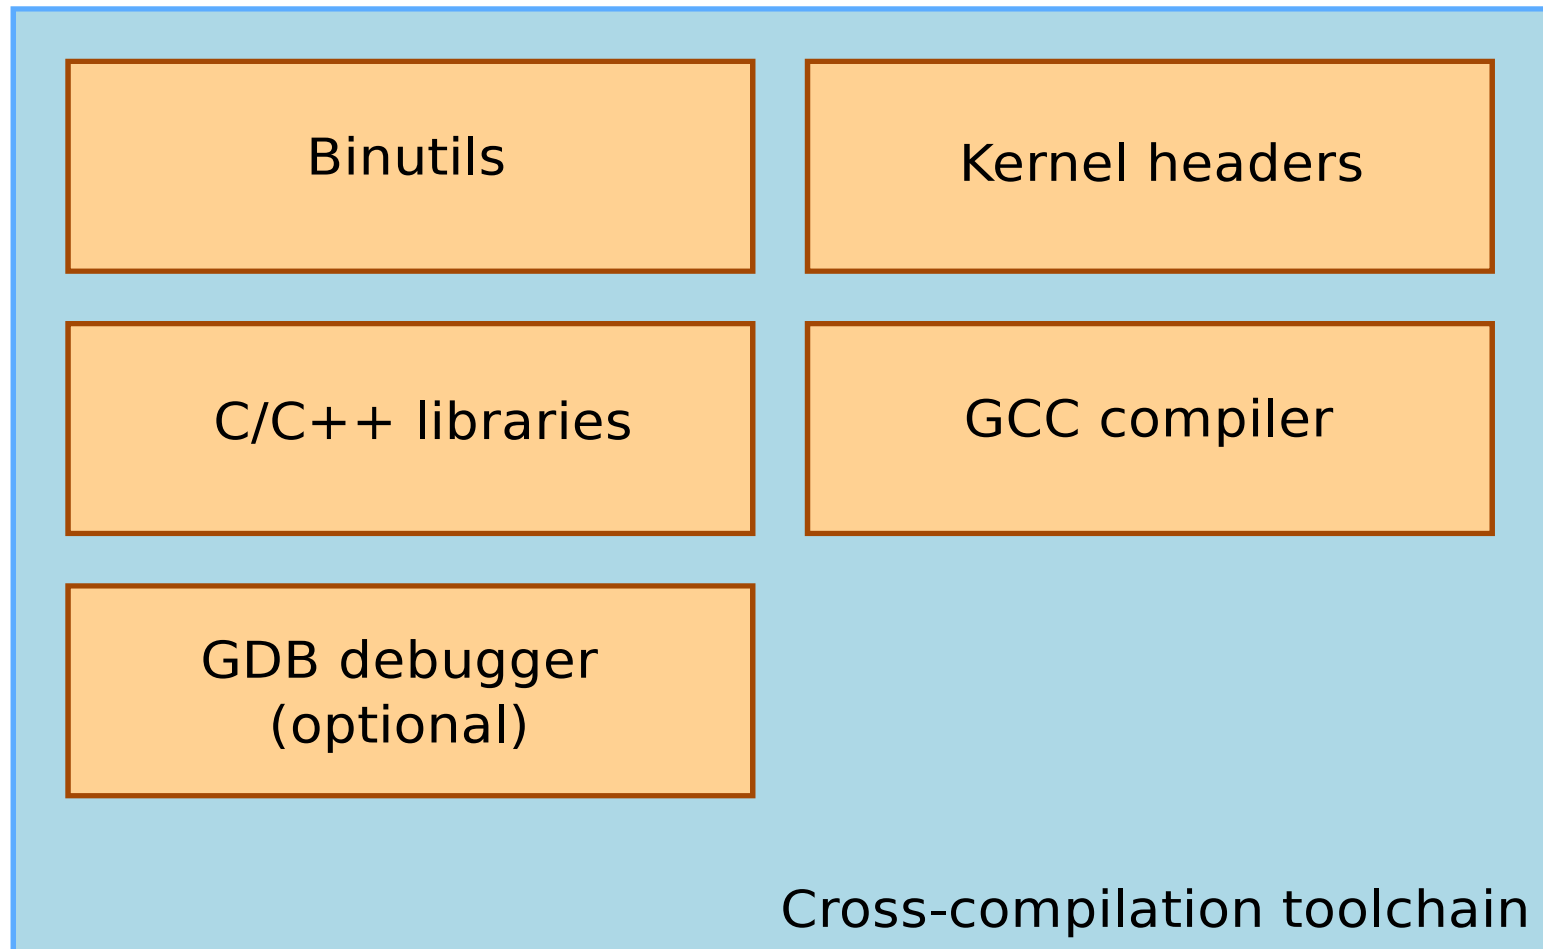 Binutils
Kernel headers
C/C++ libraries
GCC compiler
GDB debugger
(optional)
Cross-compilation toolchain